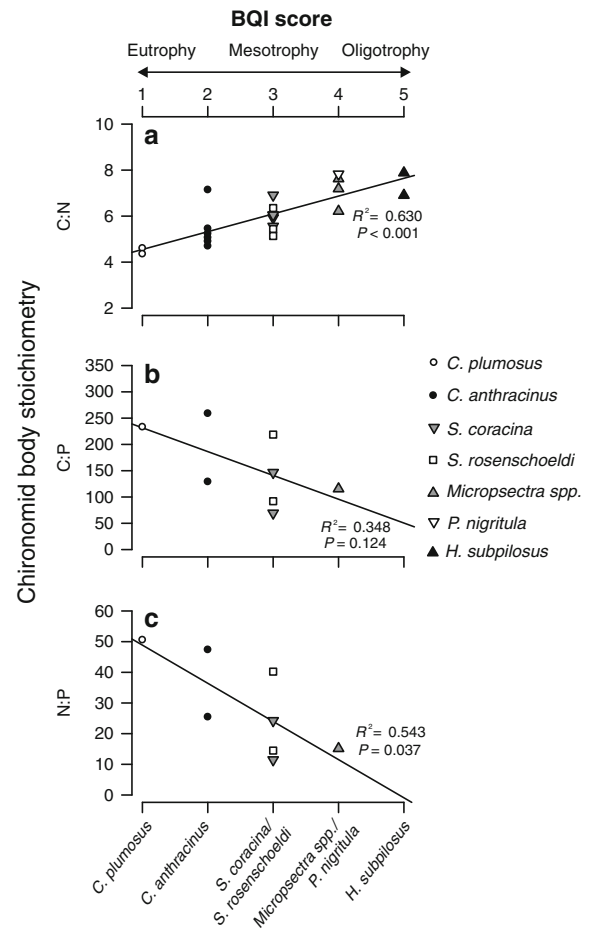 BQI score
Eutrophy Mesotrophy Oligotrophy
1 2 3 4 5
Chironomid body stoichiometry
a
C:N
10
8
6
4
2
R² = 0.630
P < 0.001
b
C:P
350
300
250
200
150
100
50
0
R² = 0.348
P = 0.124
C. plumosus
C. anthracinus
S. coracina
S. rosenschoeldi
Micropsectra spp.
P. nigritula
H. subpilosus
c
N:P
60
50
40
30
20
10
0
R² = 0.543
P = 0.037
C. plumosus
C. anthracinus
S. coracina/
S. rosenschoeldi
Micropsectra spp./
P. nigritula
H. subpilosus